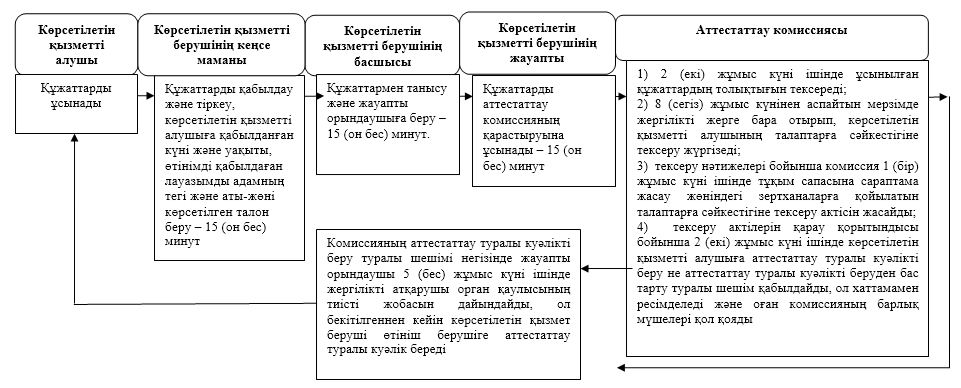 Көрсетілетін
қызметті
алушы
Көрсетілетін қызметті
берушінің кеңсе
маманы
Көрсетілетін
қызметті берушінің
басшысы
Көрсетілетін
қызметті берушінің
жауапты
Аттестаттау комиссиясы
Құжаттарды
ұсынады
Құжаттарды қабылдау
және тіркеу,
көрсетілетін қызметті
алушыға қабылданған
күні және уақыты,
өтінімді қабылдаған
лауазымды адамның
тегі және аты-жөні
көрсетілген талон
беру – 15 (он бес)
минут
Құжаттармен танысу
және жауапты
орындаушыға беру –
15 (он бес) минут.
Құжаттарды
аттестаттау
комиссияның
қарастыруына
ұсынады – 15 (он
бес) минут
1) 2 (екі) жұмыс күні ішінде ұсынылған
құжаттардың толықтығын тексереді;
2) 8 (сегіз) жұмыс күнінен аспайтын мерзімде
жергілікті жерге бара отырып, көрсетілетін
қызметті алушының талаптарға сәйкестігіне
тексеру жүргізеді;
3) тексеру нәтижелері бойынша комиссия 1 (бір)
жұмыс күні ішінде тұқым сапасына сараптама
жасау жөніндегі зертханаларға қойылатын
талаптарға сәйкестігіне тексеру актісін жасайды;
4) тексеру актілерін қарау қорытындысы
бойынша 2 (екі) жұмыс күні ішінде көрсетілетін
қызметті алушыға аттестаттау туралы куәлікті
беру не аттестаттау туралы куәлікті беруден бас
тарту туралы шешім қабылдайды, ол хаттамамен
ресімделеді және оған комиссияның барлық
мүшелері қол қояды
Комиссияның аттестаттау туралы куәлікті
беру туралы шешімі негізінде жауапты
орындаушы 5 (бес) жұмыс күні ішінде
жергілікті атқарушы орган қаулысының
тиісті жобасын дайындайды, ол
бекітілгеннен кейін көрсетілетін қызмет
беруші өтініш берушіге аттестаттау
туралы куәлік береді